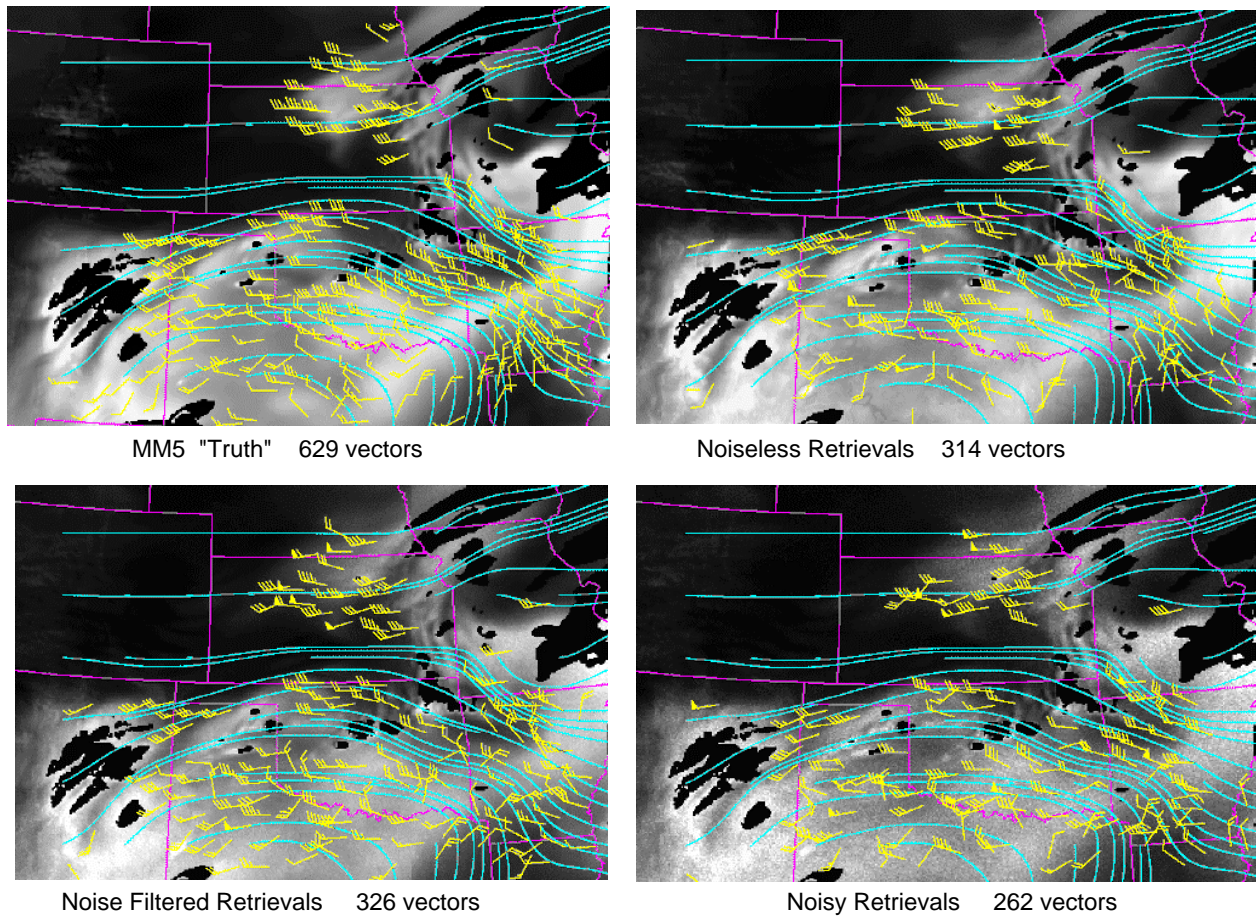 MM5 "Truth" 629 vectors
Noiseless Retrievals 314 vectors
Noise Filtered Retrievals 326 vectors
Noisy Retrievals 262 vectors